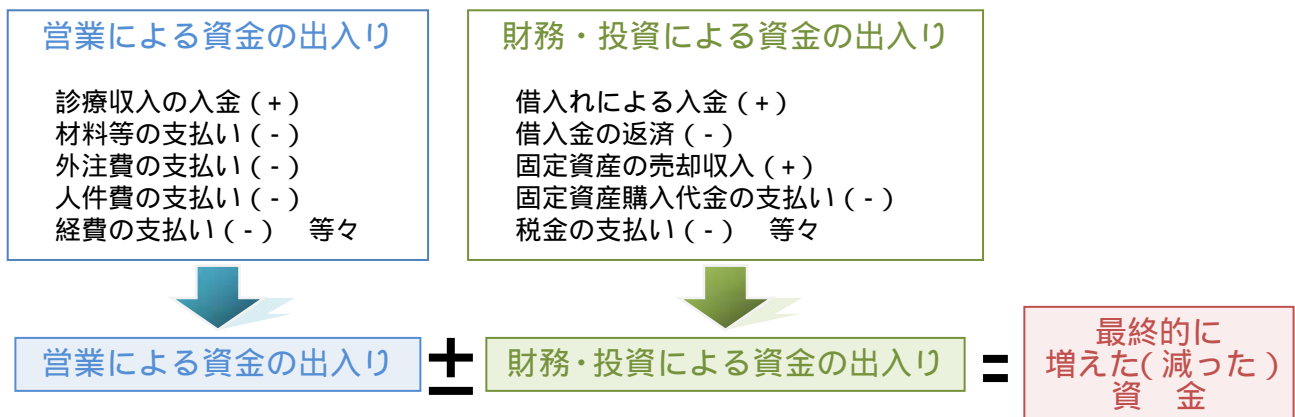 営業による資金の出入り
診療収入の入金(+)
材料等の支払い(-)
外注費の支払い(-)
人件費の支払い(-)
経費の支払い(-) 等々
財務・投資による資金の出入り
借入れによる入金(+)
借入金の返済(-)
固定資産の売却収入(+)
固定資産購入代金の支払い(-)
税金の支払い(-) 等々
営業による資金の出入り
±
財務・投資による資金の出入り
=
最終的に
増えた(減った)
資 金